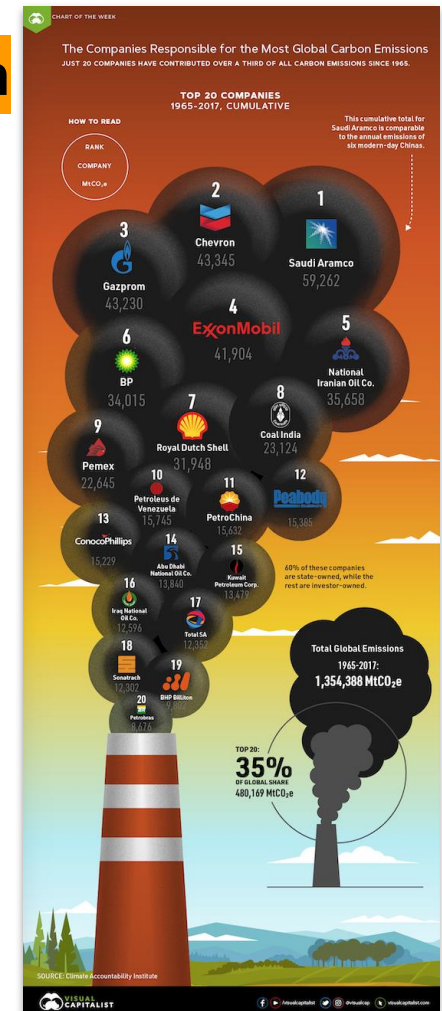 CHART OF THE WEEK
The Companies Responsible for the Most Global Carbon Emissions
JUST 20 COMPANIES HAVE CONTRIBUTED OVER A THIRD OF ALL CARBON EMISSIONS SINCE 1965.
TOP 20 COMPANIES
1965-2017, CUMULATIVE
HOW TO READ
RANK
COMPANY
MtCO₂e
This cumulative total for
Saudi Aramco is comparable
to the annual emissions of
six modern-day Chinas.
1
Saudi Aramco
59,262
2
Chevron
43,345
3
Gazprom
43,230
4
ExxonMobil
41,904
5
National
Iranian Oil Co.
35,658
6
BP
34,015
7
Royal Dutch Shell
31,948
8
Coal India
23,124
9
Pemex
22,645
10
Petroleus de
Venezuela
15,745
11
PetroChina
15,632
12
Peabody
15,385
13
ConocoPhillips
15,229
14
Abu Dhabi
National Oil Co.
13,840
15
Kuwait
Petroleum Corp.
13,479
16
Iraq National
Oil Co.
12,596
17
Total SA
12,352
18
Sonatrach
12,302
19
BHP Billiton
20
Petrobras
60% of these companies
are state-owned, while the
rest are investor-owned.
Total Global Emissions
1965-2017:
1,354,388 MtCO₂e
TOP 20:
35%
OF GLOBAL SHARE
480,169 MtCO₂e
SOURCE: Climate Accountability Institute
VISUAL
CAPITALIST
/visualcapitalist
@visualcap
visualcapitalist.com